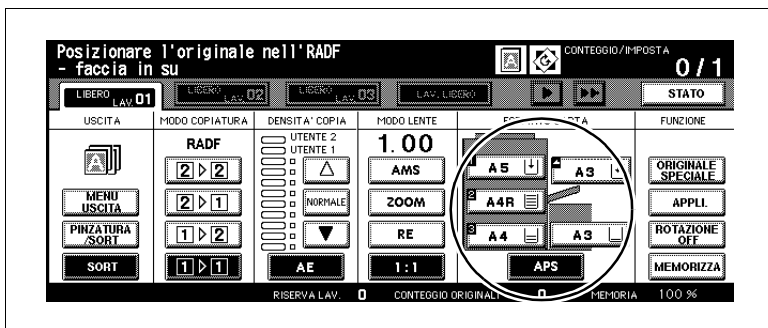 Posizionare l'originale nell'RADF
- faccia in su
CONTEGGIO/IMPOSTA
0/1
LIBERO LAV. 01
LIBERO LAV. 02
LIBERO LAV. 03
LAV. LIBERO
STATO
USCITA
MODO COPIATURA
DENSITA' COPIA
MODO LENTE
FUNZIONE
A
MENU USCITA
PINZATURA /SORT
SORT
RADF
2 ▷ 2
2 ▷ 1
1 ▷ 2
1 ▷ 1
UTENTE 2
UTENTE 1
NORMALE
AE
1.00
AMS
ZOOM
RE
1:1
A5
A3
2 A4R
3 A4
A3
APS
ORIGINALE SPECIALE
APPLI.
ROTAZIONE OFF
MEMORIZZA
RISERVA LAV. 0
CONTEGGIO ORIGINALI 0
MEMORIA 100 %